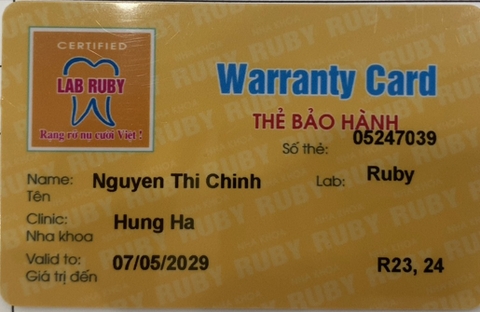 CERTIFIED
LAB RUBY
Rạng rỡ nụ cười Việt !
Warranty Card
THẺ BẢO HÀNH
Số thẻ: 05247039
Name: Nguyen Thi Chinh Lab: Ruby
Tên
Clinic: Hung Ha
Nha khoa
Valid to: 07/05/2029 R23, 24
Giá trị đến